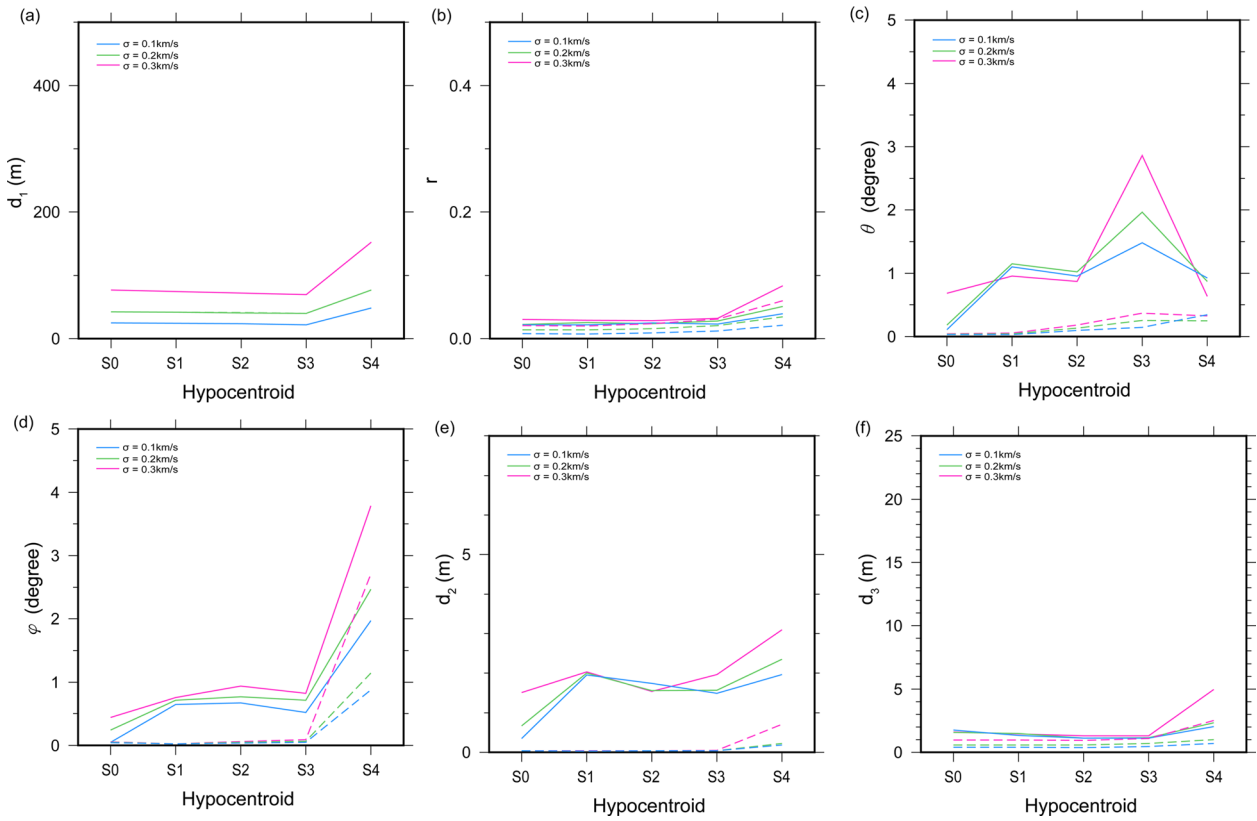 (a)
σ = 0.1km/s
σ = 0.2km/s
σ = 0.3km/s
400
200
0
d1 (m)
S0 S1 S2 S3 S4
Hypocentroid
(b)
σ = 0.1km/s
σ = 0.2km/s
σ = 0.3km/s
0.4
0.2
0.0
r
S0 S1 S2 S3 S4
Hypocentroid
(c)
σ = 0.1km/s
σ = 0.2km/s
σ = 0.3km/s
5
4
3
2
1
0
θ (degree)
S0 S1 S2 S3 S4
Hypocentroid
(d)
σ = 0.1km/s
σ = 0.2km/s
σ = 0.3km/s
5
4
3
2
1
0
φ (degree)
S0 S1 S2 S3 S4
Hypocentroid
(e)
σ = 0.1km/s
σ = 0.2km/s
σ = 0.3km/s
5
0
d2 (m)
S0 S1 S2 S3 S4
Hypocentroid
(f)
σ = 0.1km/s
σ = 0.2km/s
σ = 0.3km/s
25
20
15
10
5
0
d3 (m)
S0 S1 S2 S3 S4
Hypocentroid